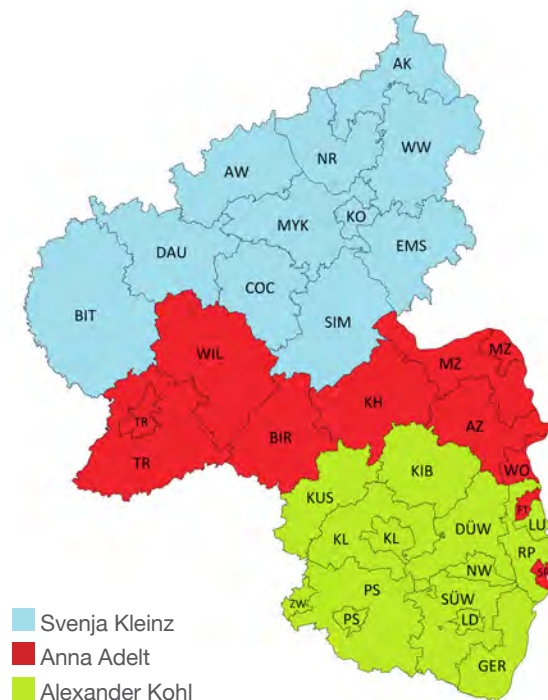 AK
NR
WW
AW
KO
MYK
EMS
DAU
COC
BIT
SIM
WIL
MZ
MZ
KH
TR
AZ
BIR
TR
WO
KIB
KUS
FT
LU
DÜW
KL
KL
RP
NW
SP
PS
SÜW
ZW
PS
LD
GER
Svenja Kleinz
Anna Adelt
Alexander Kohl